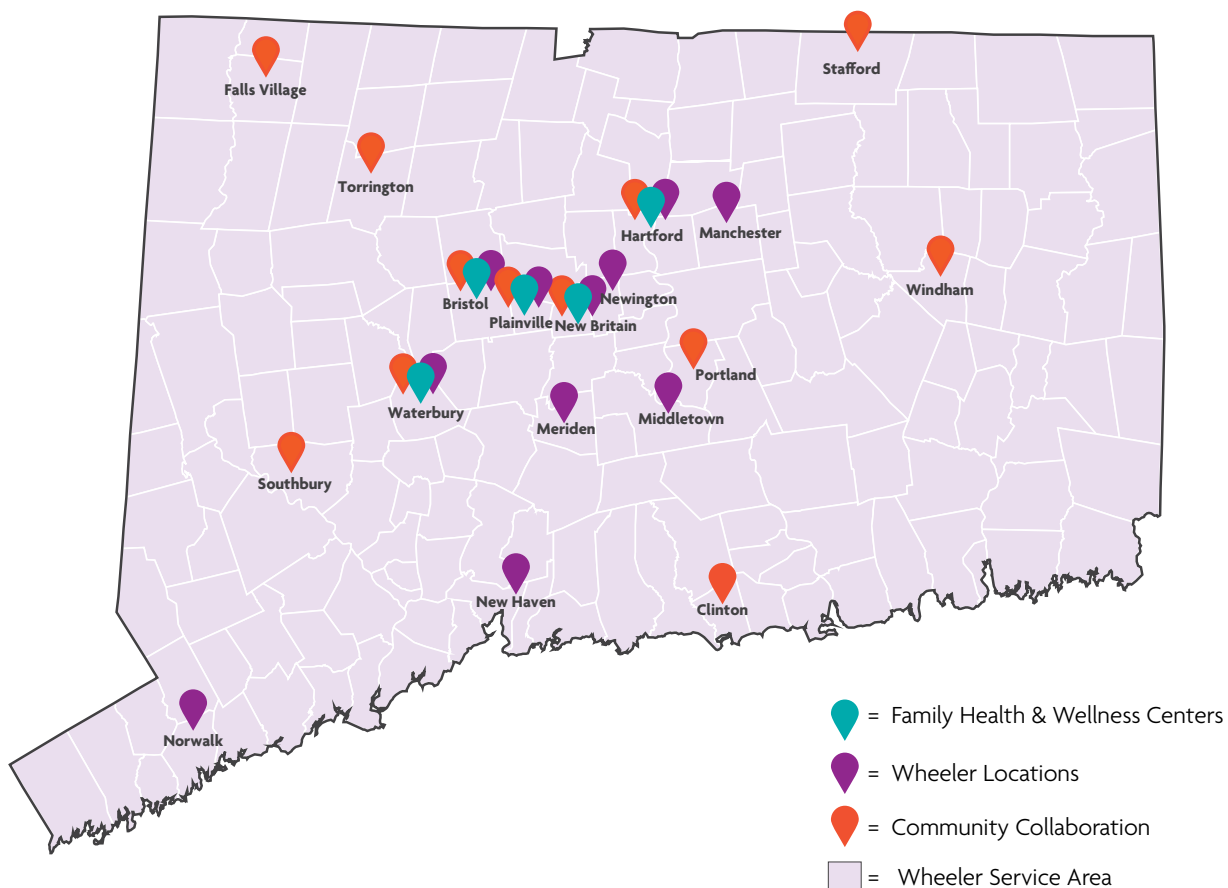 Stafford
Falls Village
Torrington
Hartford
Manchester
Windham
Bristol
Newington
Plainville
New Britain
Portland
Waterbury
Middletown
Meriden
Southbury
New Haven
Clinton
Norwalk
= Family Health & Wellness Centers
= Wheeler Locations
= Community Collaboration
= Wheeler Service Area